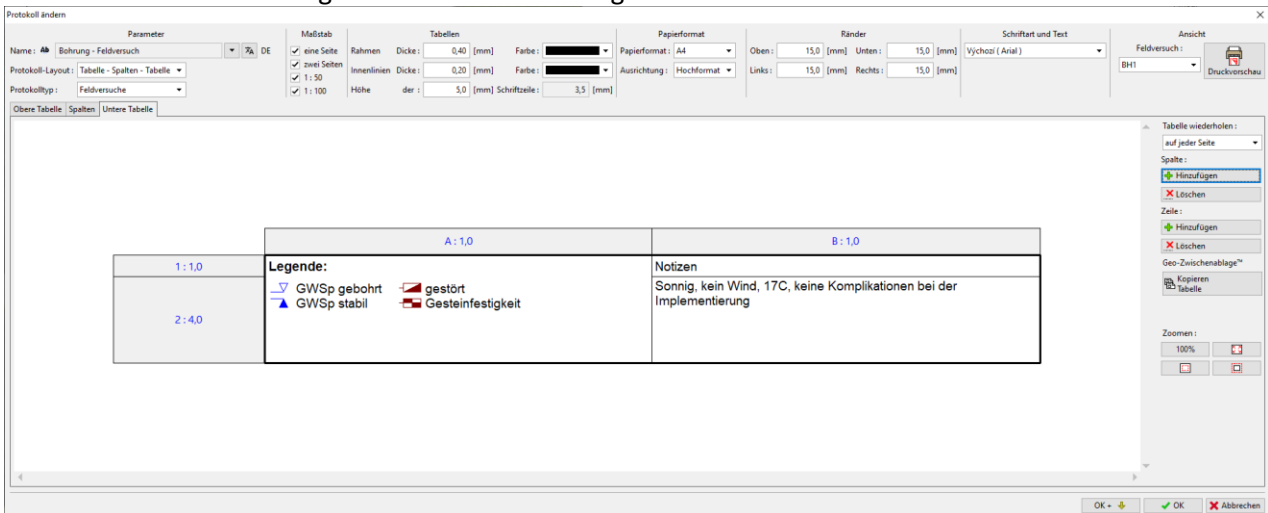 Protokoll ändern
Parameter Maßstab Tabellen Papierformat Ränder Schriftart und Text Ansicht
Name : Ab Bohrung - Feldversuch DE eine Seite Rahmen Dicke : 0,40 [mm] Farbe : Papierformat : A4 Oben : 15,0 [mm] Unten : 15,0 [mm] Výchozí ( Arial ) Feldversuch :
Protokoll-Layout : Tabelle - Spalten - Tabelle zwei Seiten Innenlinien Dicke : 0,20 [mm] Farbe : Ausrichtung : Hochformat Links : 15,0 [mm] Rechts : 15,0 [mm] BH1 Druckvorschau
1 : 50
Protokolltyp : Feldversuche 1 : 100 Höhe der : 5,0 [mm] Schriftzeile : 3,5 [mm]
Obere Tabelle Spalten Untere Tabelle
Tabelle wiederholen :
auf jeder Seite
Spalte :
Hinzufügen
Löschen
Zeile :
Hinzufügen
Löschen
Geo-Zwischenablage™
Kopieren
Tabelle
Zoomen :
100%
A : 1,0 B : 1,0
1 : 1,0 Legende: Notizen
2 : 4,0 GWSp gebohrt gestört Sonnig, kein Wind, 17C, keine Komplikationen bei der
GWSp stabil Gesteinfestigkeit Implementierung
OK + OK Abbrechen